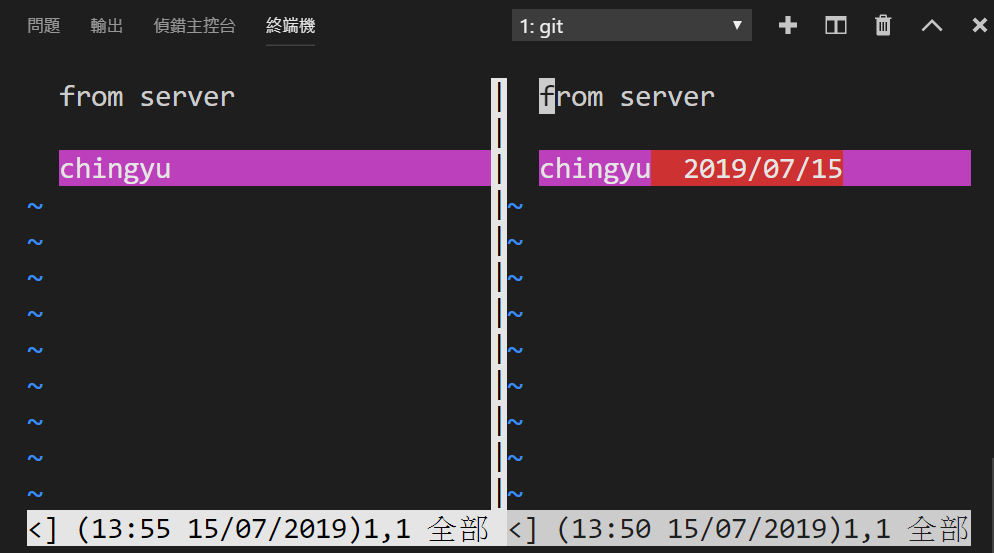 問題 輸出 偵錯主控台 終端機 1: git
from server
from server
chingyu
chingyu 2019/07/15
~ ~
~ ~
~ ~
~ ~
~ ~
~ ~
~ ~
~ ~
~ ~
<] (13:55 15/07/2019)1,1 全部 <] (13:50 15/07/2019)1,1 全部